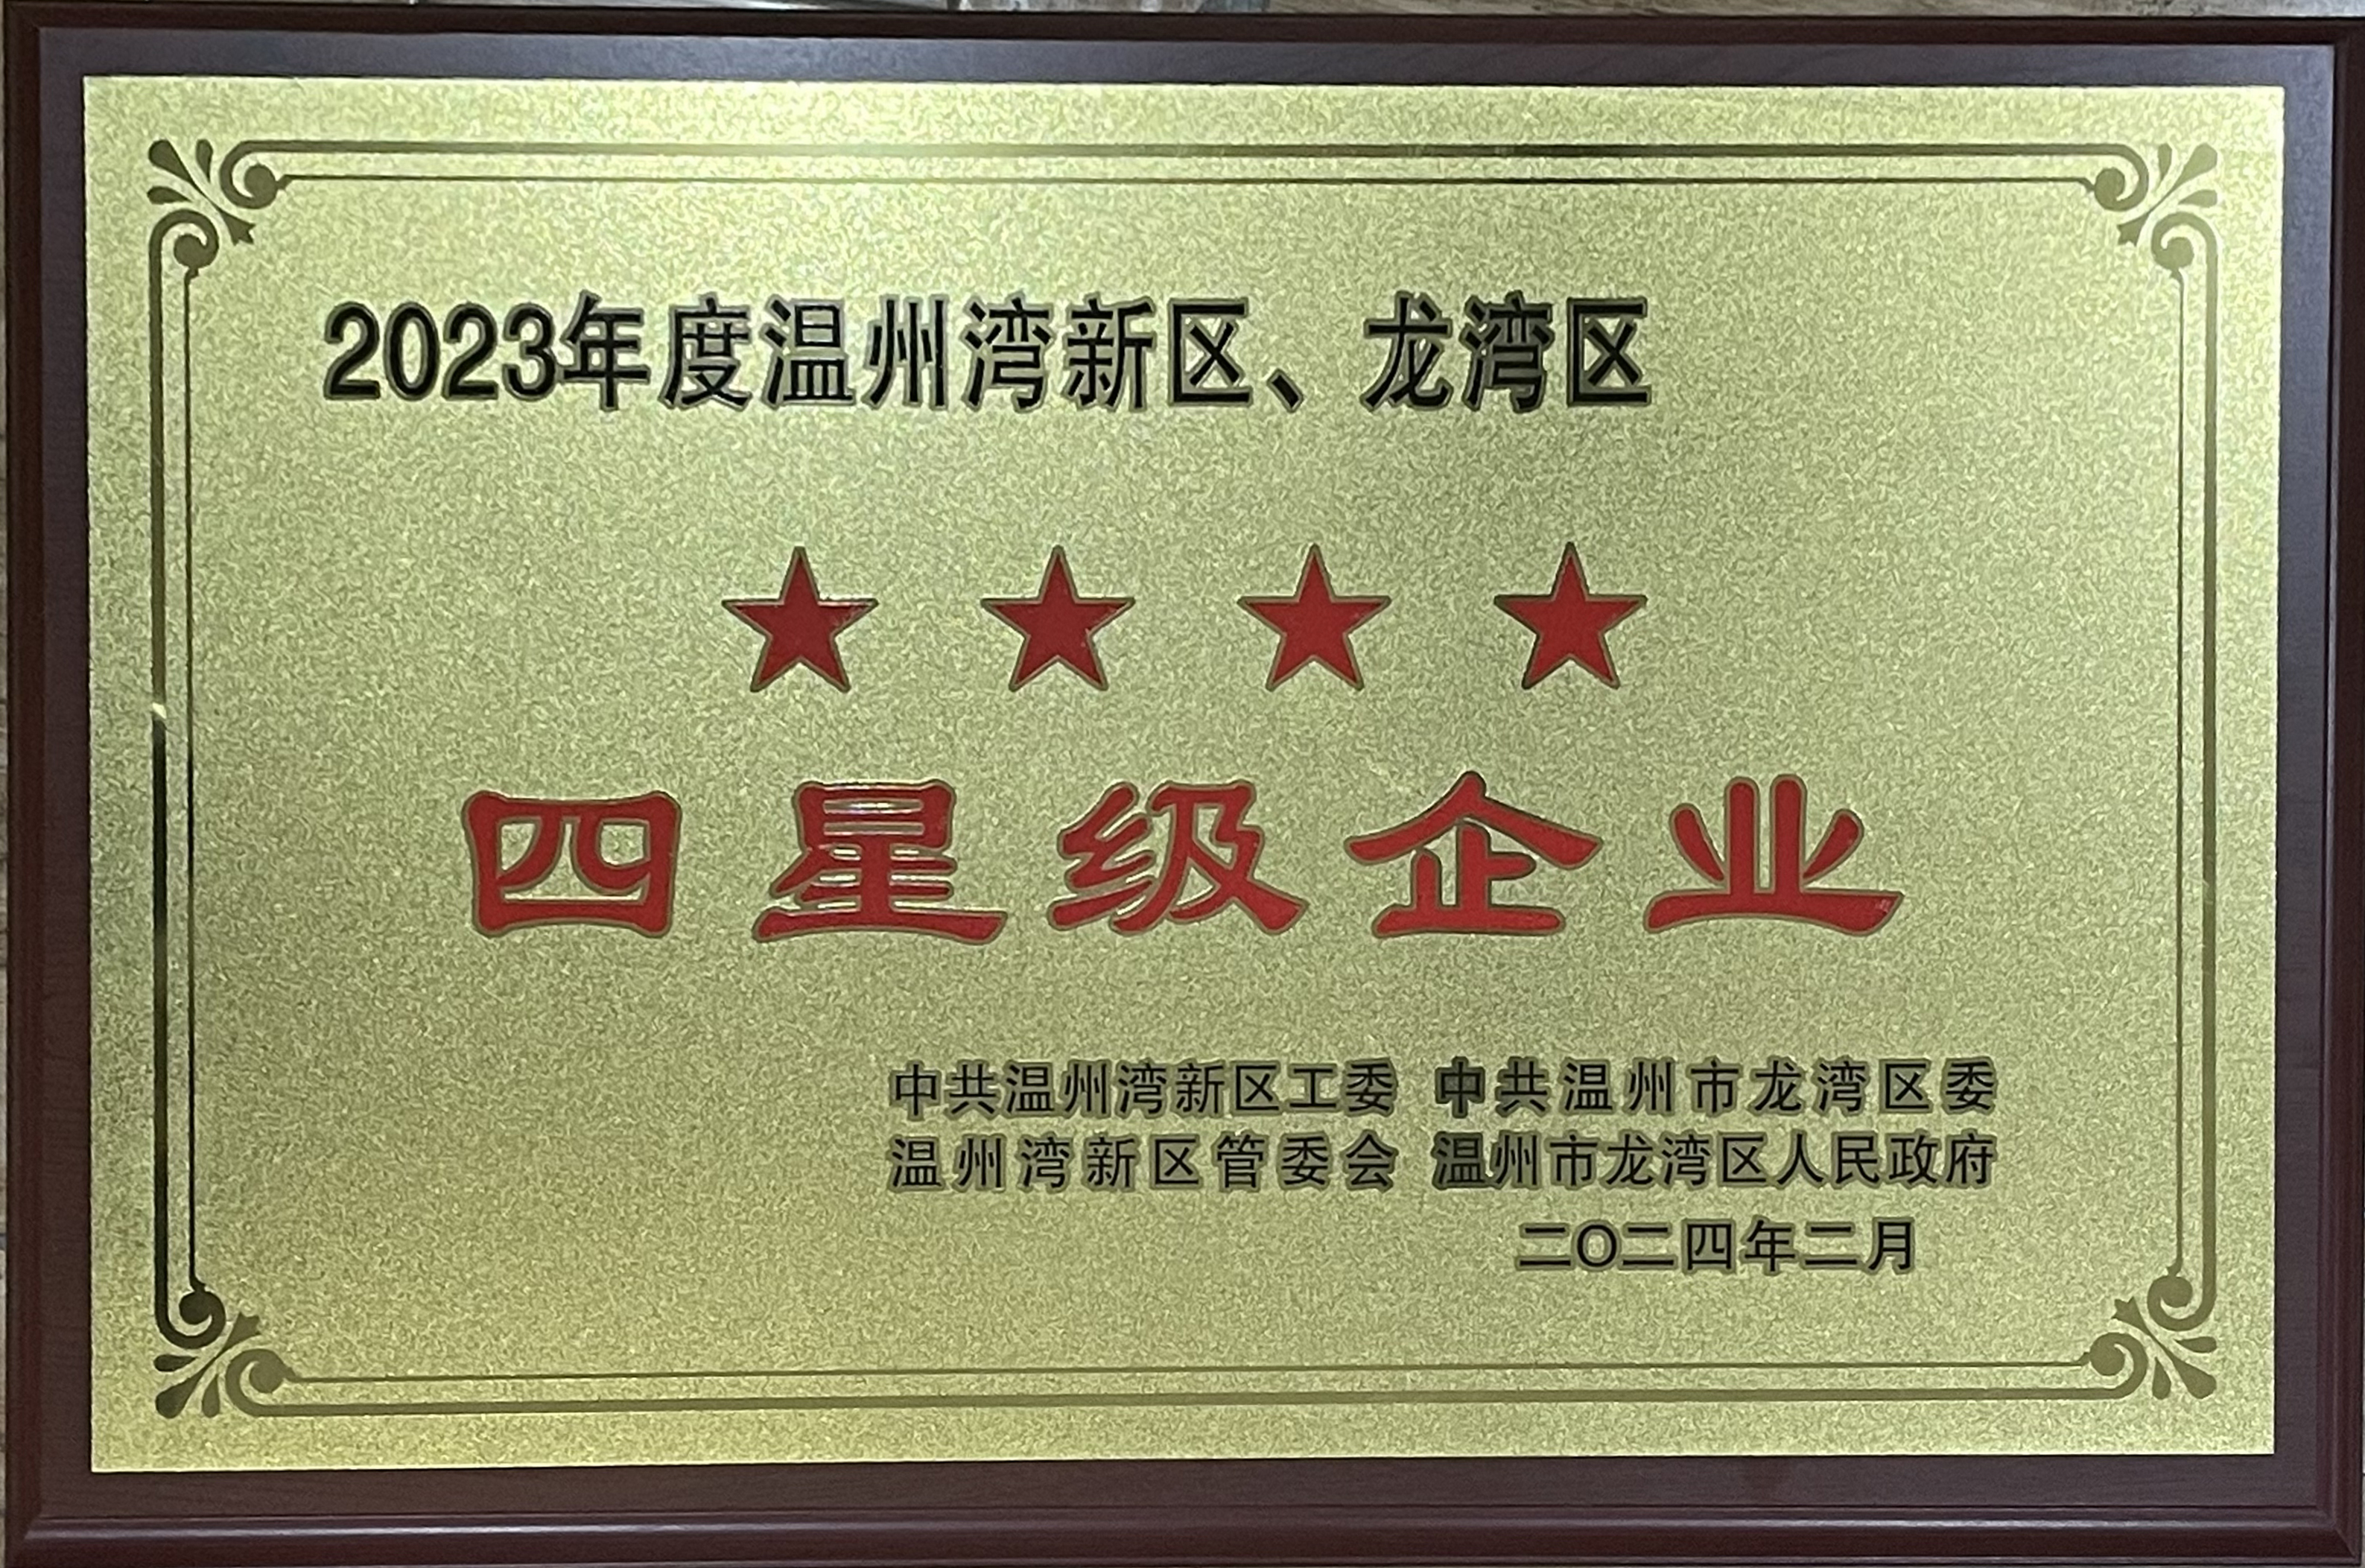 2023年度温州湾新区、龙湾区
四星级企业
中共温州湾新区工委 中共温州市龙湾区委
温州湾新区管委会 温州市龙湾区人民政府
二〇二四年二月